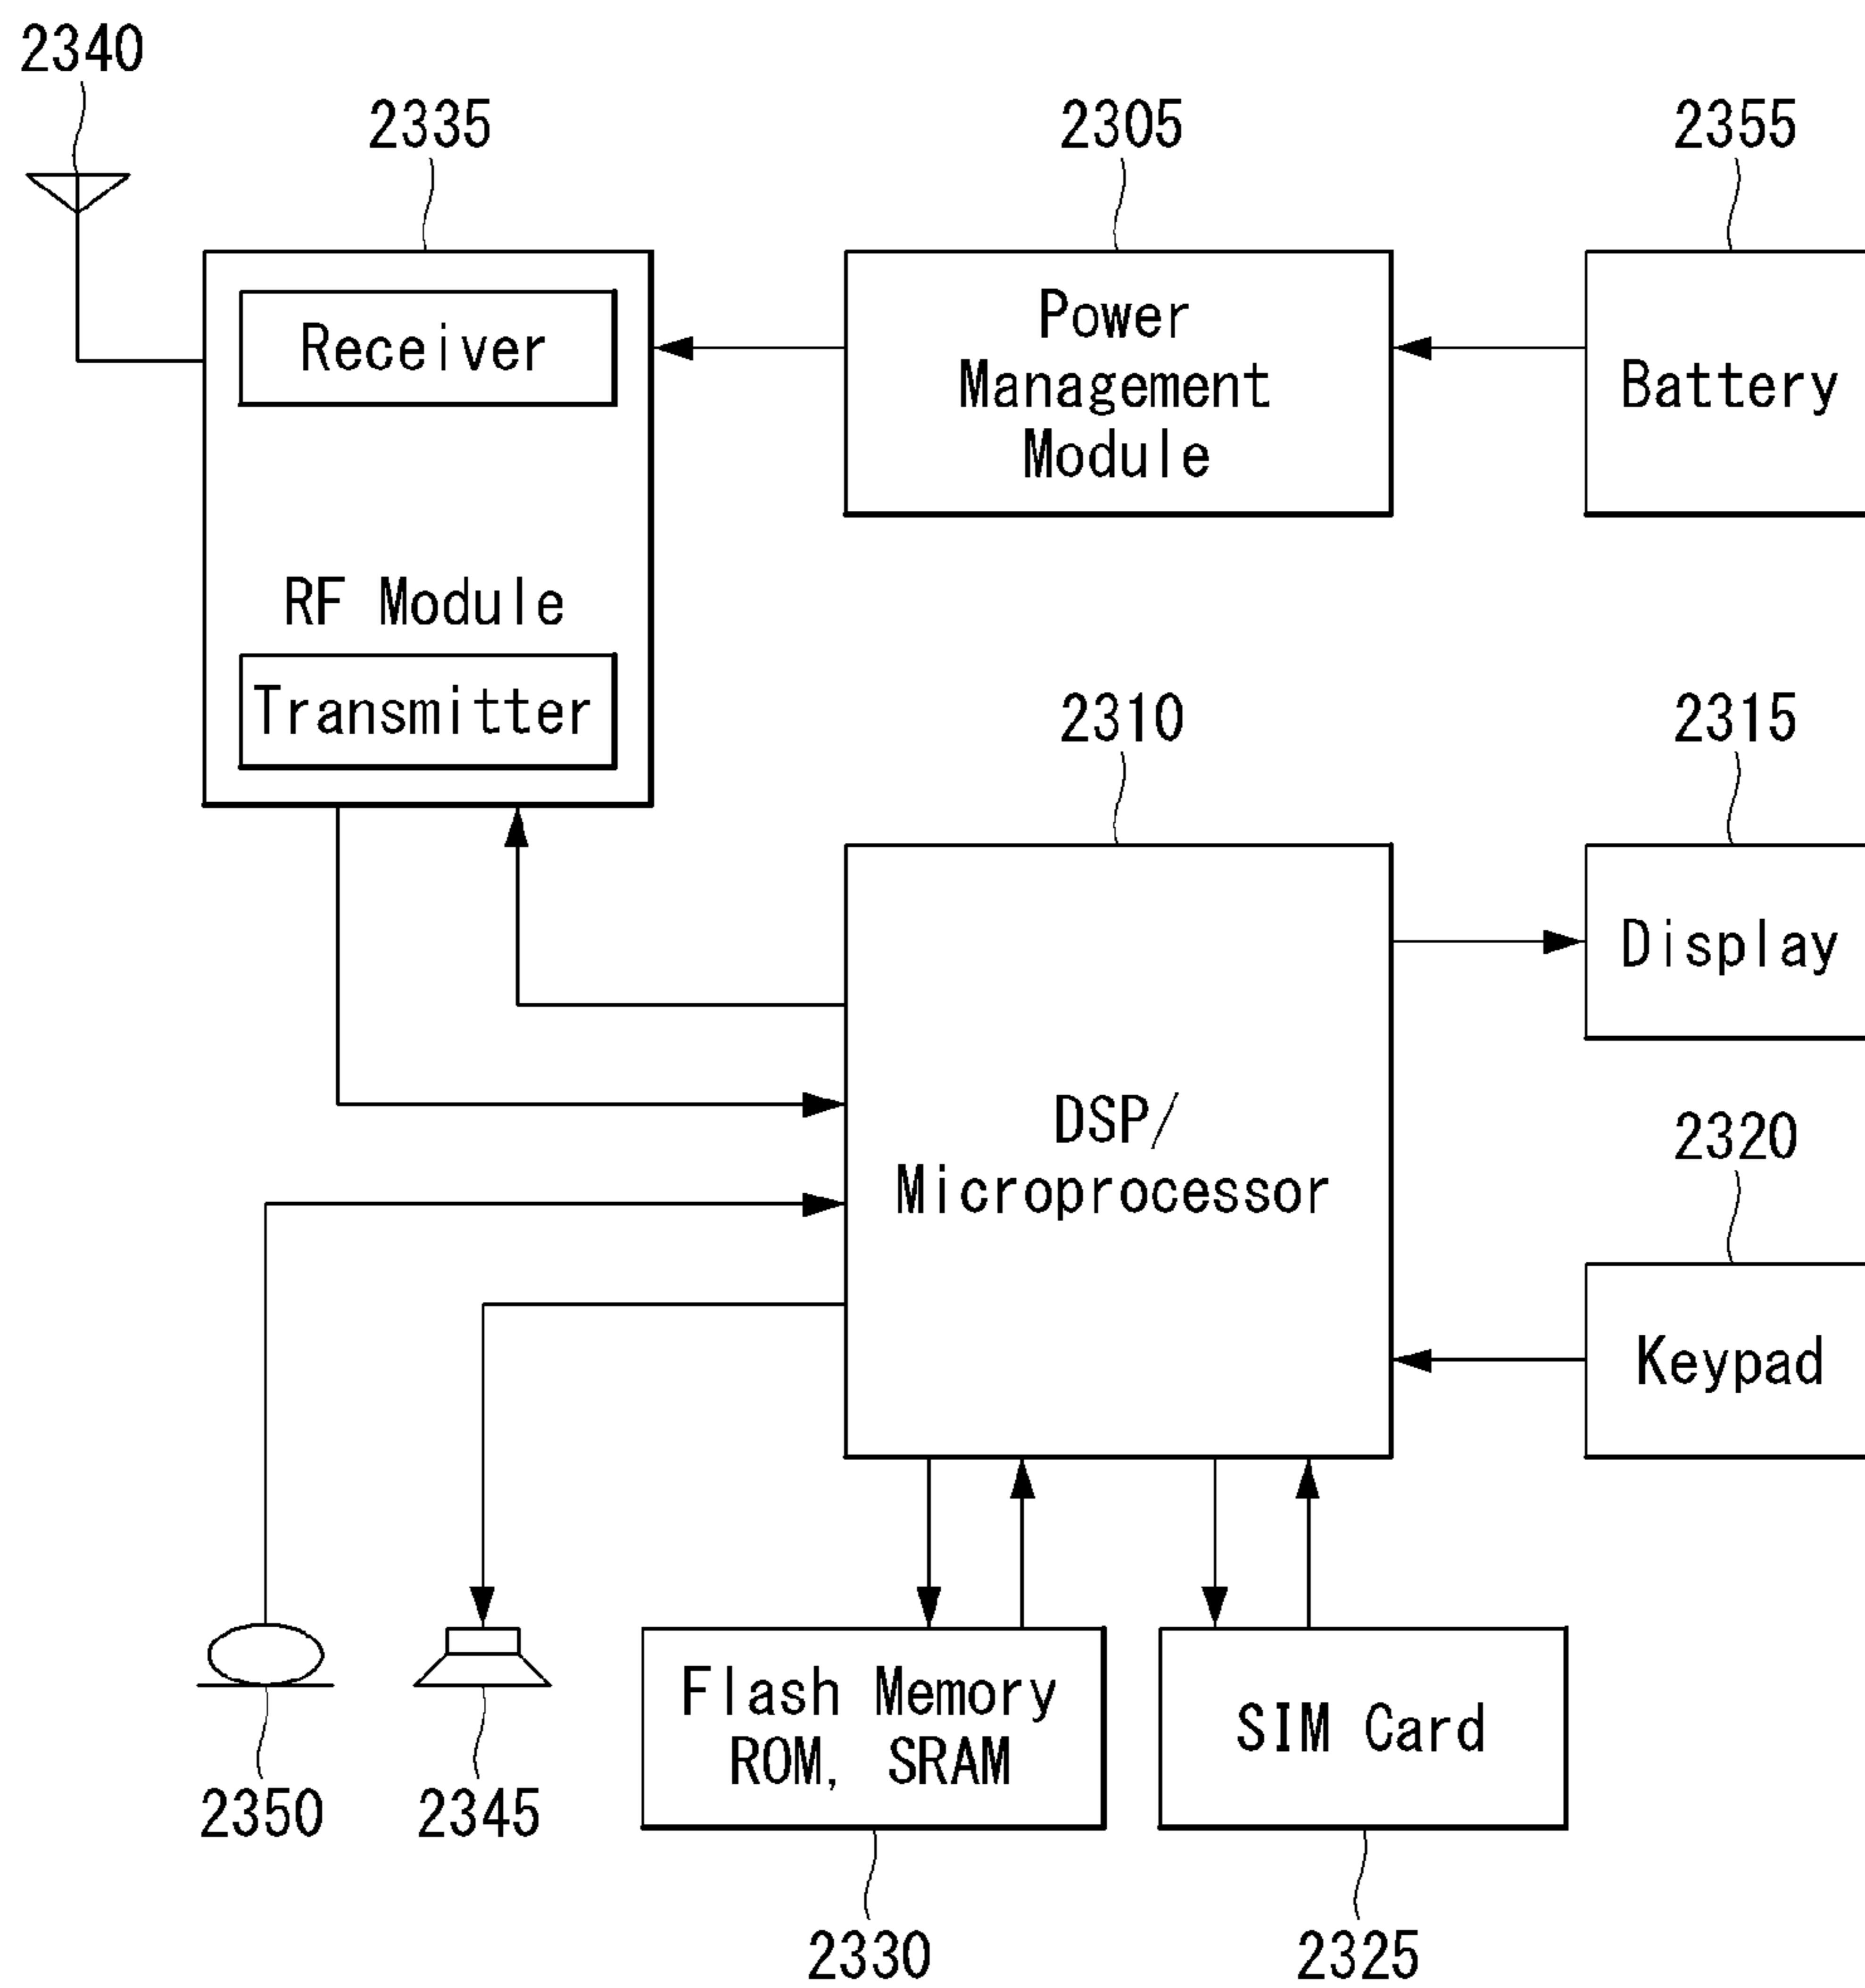 2340
2335
2305
2355
Receiver
RF Module
Transmitter
Power
Management
Module
Battery
2310
2315
DSP/
Microprocessor
Display
2320
Keypad
2350
2345
Flash Memory
ROM, SRAM
SIM Card
2330
2325